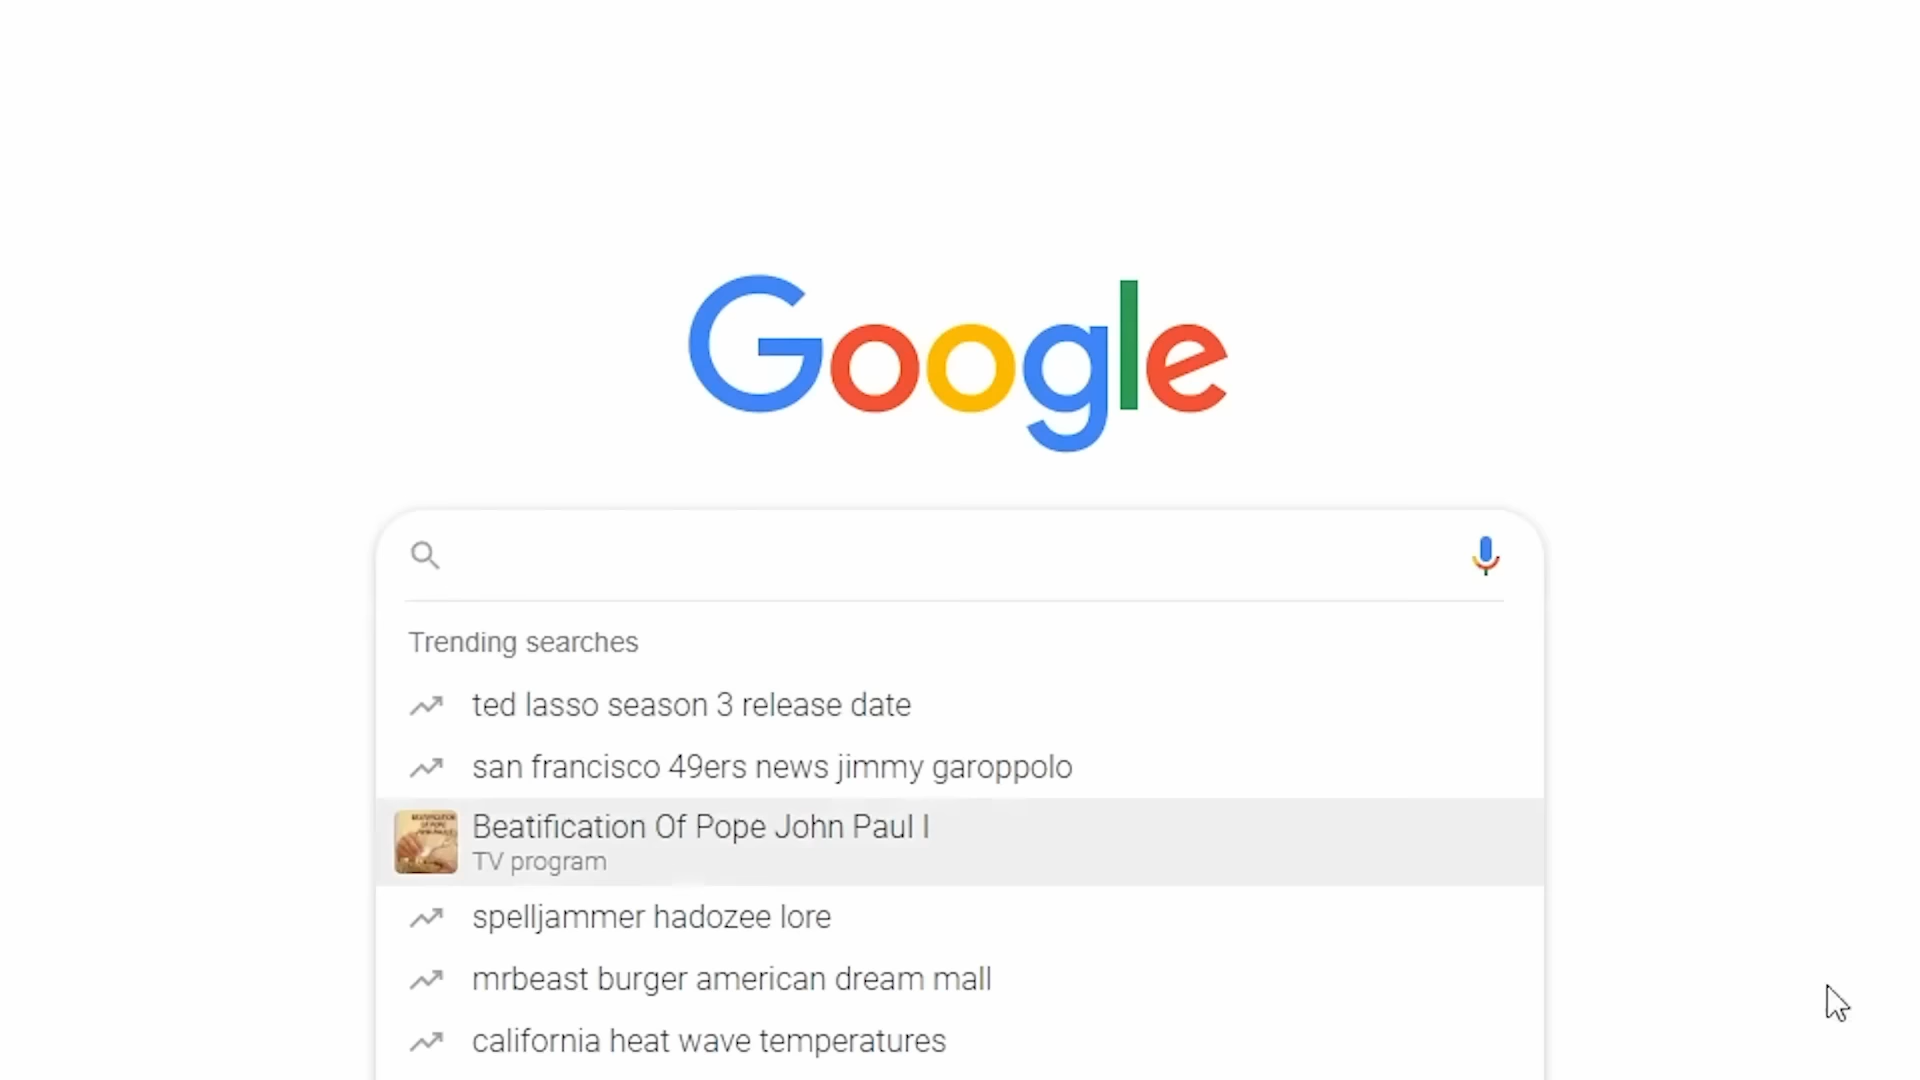 Google
Trending searches
ted lasso season 3 release date
san francisco 49ers news jimmy garoppolo
Beatification Of Pope John Paul I
TV program
spelljammer hadozee lore
mrbeast burger american dream mall
california heat wave temperatures